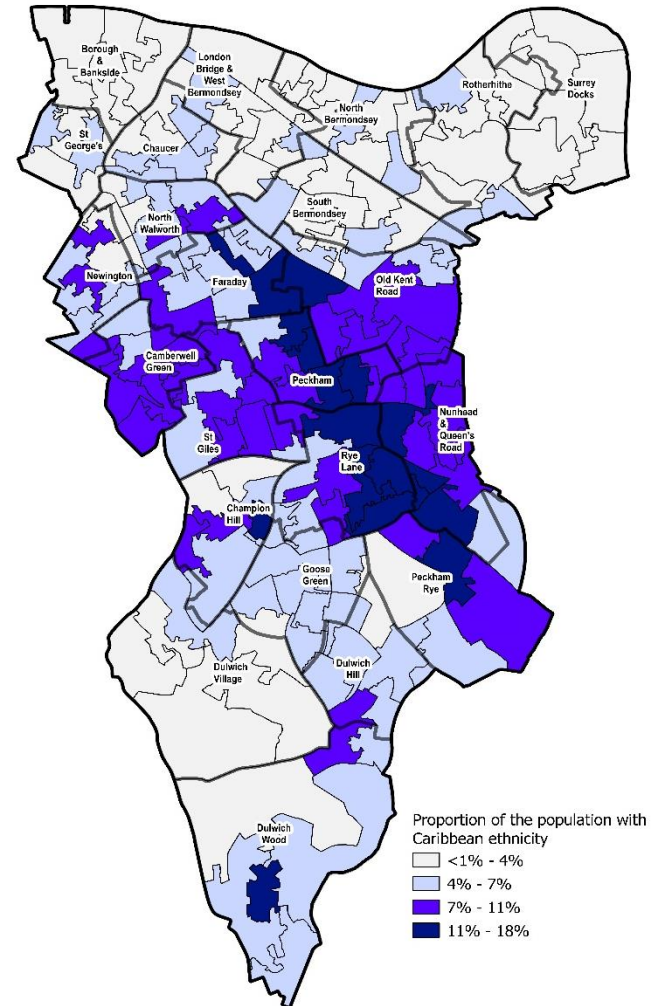 Borough
&
Bankside
London
Bridge &
West
Bermondsey
Rotherhithe
Surrey
Docks
North
Bermondsey
St
George's
Chaucer
South
Bermondsey
North
Walworth
Newington
Faraday
Old Kent
Road
Camberwell
Green
Peckham
Nunhead
&
Queen's
Road
St
Giles
Rye
Lane
Champion
Hill
Goose
Green
Peckham
Rye
Dulwich
Village
Dulwich
Hill
Dulwich
Wood
Proportion of the population with
Caribbean ethnicity
<1% - 4%
4% - 7%
7% - 11%
11% - 18%